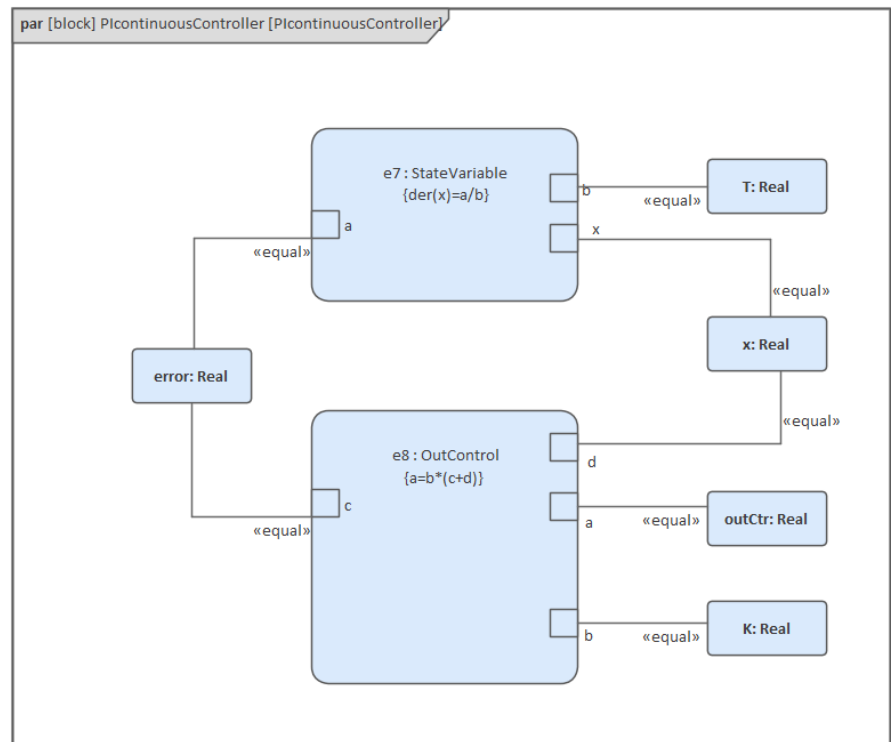 par [block] PIcontinuousController [PIcontinuousController]
e7 : StateVariable
{der(x)=a/b}
b
«equal»
T: Real
a
«equal»
x
«equal»
x: Real
error: Real
«equal»
e8 : OutControl
{a=b*(c+d)}
d
c
«equal»
a
«equal»
outCtr: Real
b
«equal»
K: Real